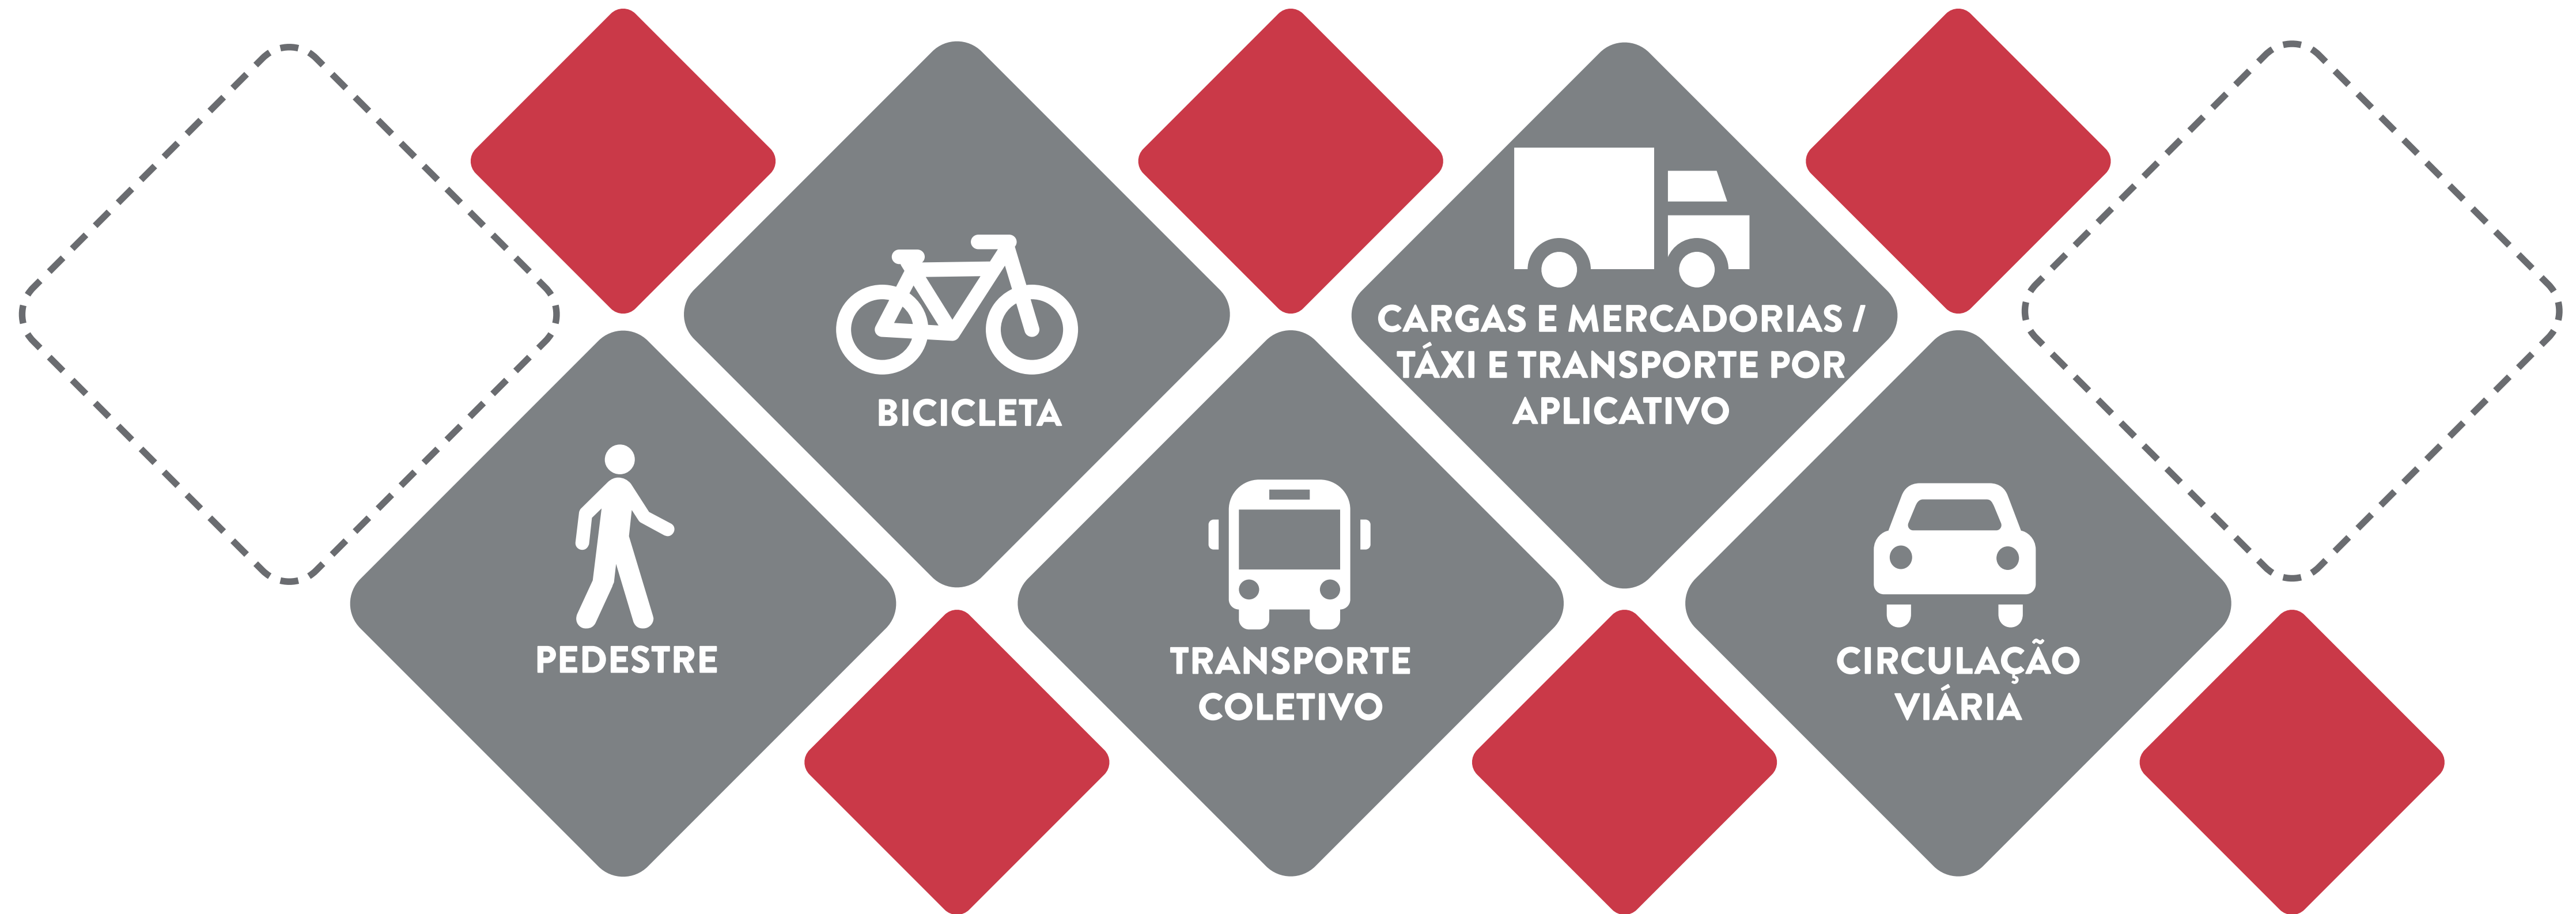 BICICLETA
CARGAS E MERCADORIAS /
TÁXI E TRANSPORTE POR
APLICATIVO
PEDESTRE
TRANSPORTE
COLETIVO
CIRCULAÇÃO
VIÁRIA